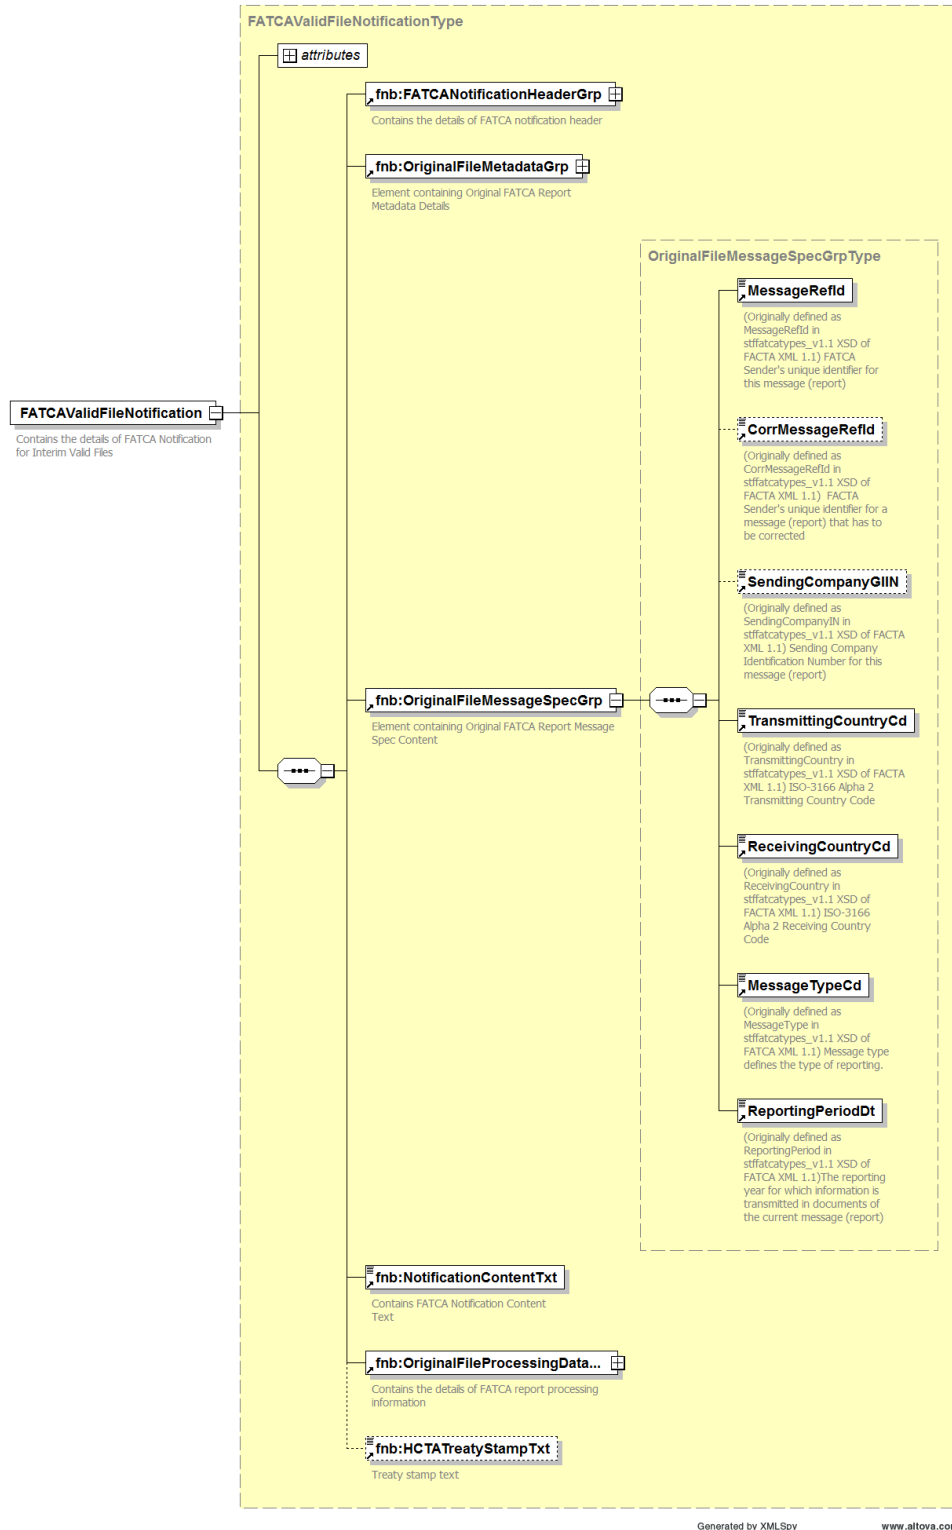 FATCAValidFileNotificationType
attributes
fnb:FATCANotificationHeaderGrp
Contains the details of FATCA notification header
fnb:OriginalFileMetadataGrp
Element containing Original FATCA Report
Metadata Details
OriginalFileMessageSpecGrpType
MessageRefId
(Originally defined as
MessageRefId in
stffatcatypes_v1.1 XSD of
FACTA XML 1.1) FATCA
Sender's unique identifier for
this message (report)
FATCAValidFileNotification
Contains the details of FATCA Notification
for Interim Valid Files
CorrMessageRefId
(Originally defined as
CorrMessageRefId in
stffatcatypes_v1.1 XSD of
FACTA XML 1.1)  FACTA
Sender's unique identifier for a
message (report) that has to
be corrected
SendingCompanyGIIN
(Originally defined as
SendingCompanyIN in
stffatcatypes_v1.1 XSD of FACTA
XML 1.1) Sending Company
Identification Number for this
message (report)
fnb:OriginalFileMessageSpecGrp
Element containing Original FATCA Report Message
Spec Content
TransmittingCountryCd
(Originally defined as
TransmittingCountry in
stffatcatypes_v1.1 XSD of FACTA
XML 1.1) ISO-3166 Alpha 2
Transmitting Country Code
ReceivingCountryCd
(Originally defined as
ReceivingCountry in
stffatcatypes_v1.1 XSD of
FACTA XML 1.1) ISO-3166
Alpha 2 Receiving Country
Code
MessageTypeCd
(Originally defined as
MessageType in
stffatcatypes_v1.1 XSD of
FATCA XML 1.1) Message type
defines the type of reporting.
ReportingPeriodDt
(Originally defined as
ReportingPeriod in
stffatcatypes_v1.1 XSD of
FATCA XML 1.1)The reporting
year for which information is
transmitted in documents of
the current message (report)
fnb:NotificationContentTxt
Contains FATCA Notification Content
Text
fnb:OriginalFileProcessingData...
Contains the details of FATCA report processing
information
fnb:HCTATreatyStampTxt
Treaty stamp text
Generated by XMLSpy
www.altova.com